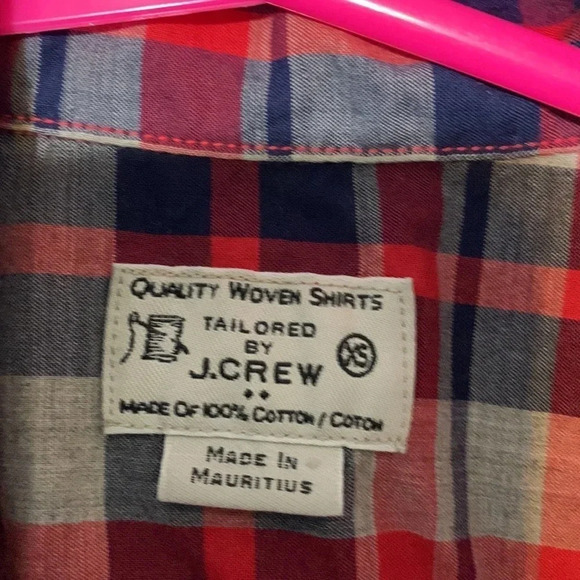 QUALITY WOVEN SHIRTS
TAILORED
BY
XS
J.CREW
MADE OF 100% COTTON / COTON
MADE IN
MAURITIUS